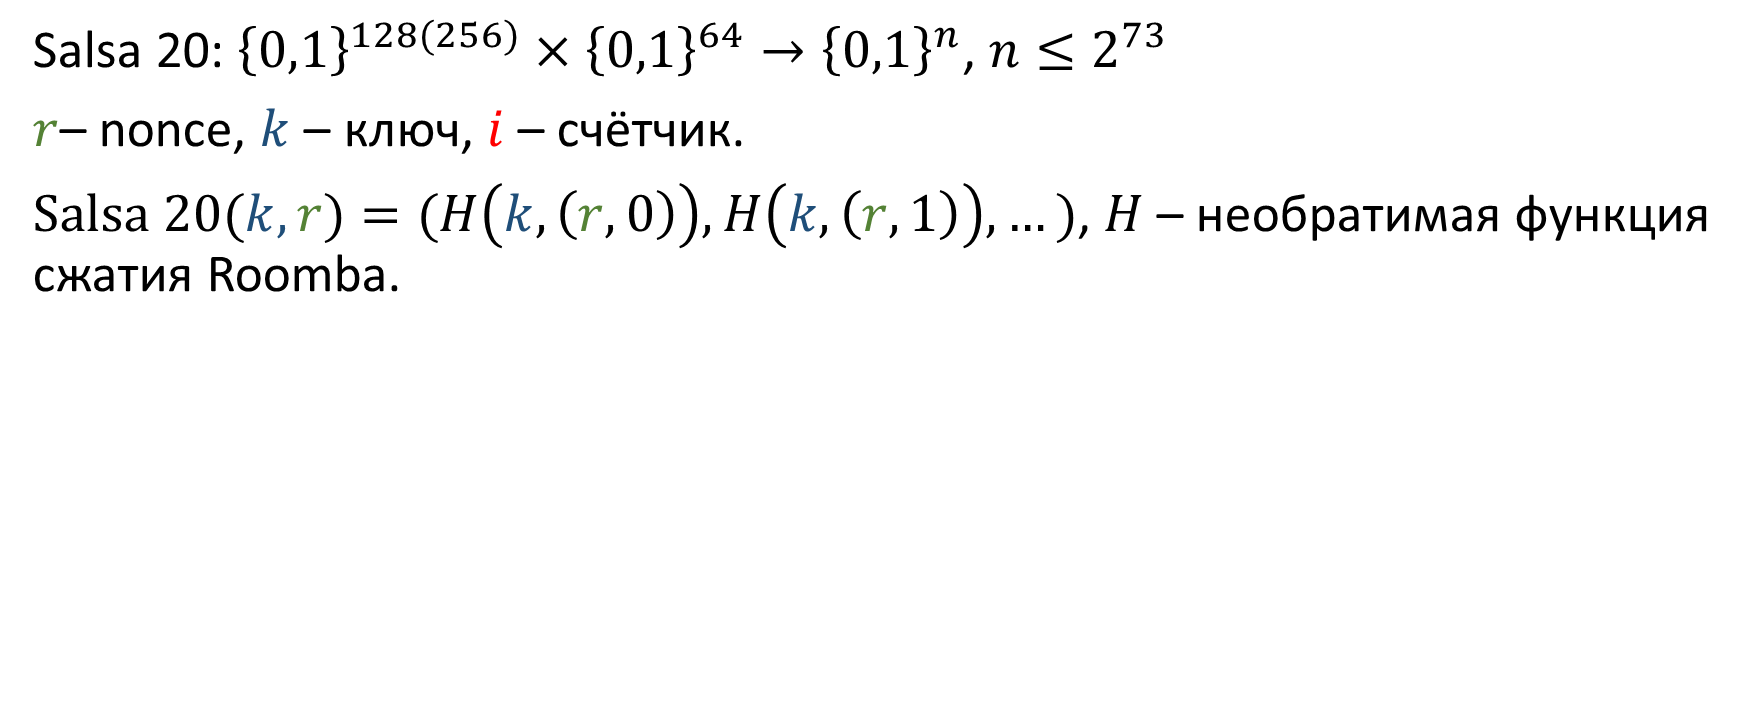 Salsa 20: {0,1}^128(256) × {0,1}^64 → {0,1}^n, n ≤ 2^73
r– nonce, k – ключ, i – счётчик.
Salsa 20(k, r) = (H(k, (r, 0)), H(k, (r, 1)), … ), H – необратимая функция
сжатия Roomba.